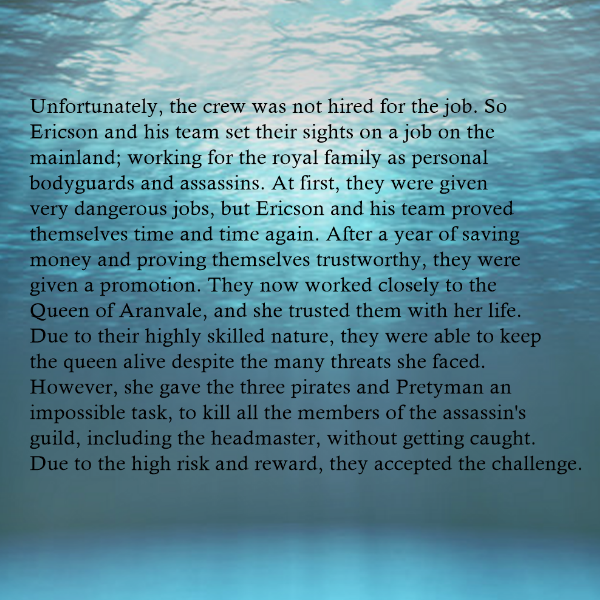 Unfortunately, the crew was not hired for the job. So
Ericson and his team set their sights on a job on the
mainland; working for the royal family as personal
bodyguards and assassins. At first, they were given
very dangerous jobs, but Ericson and his team proved
themselves time and time again. After a year of saving
money and proving themselves trustworthy, they were
given a promotion. They now worked closely to the
Queen of Aranvale, and she trusted them with her life.
Due to their highly skilled nature, they were able to keep
the queen alive despite the many threats she faced.
However, she gave the three pirates and Pretyman an
impossible task, to kill all the members of the assassin's
guild, including the headmaster, without getting caught.
Due to the high risk and reward, they accepted the challenge.